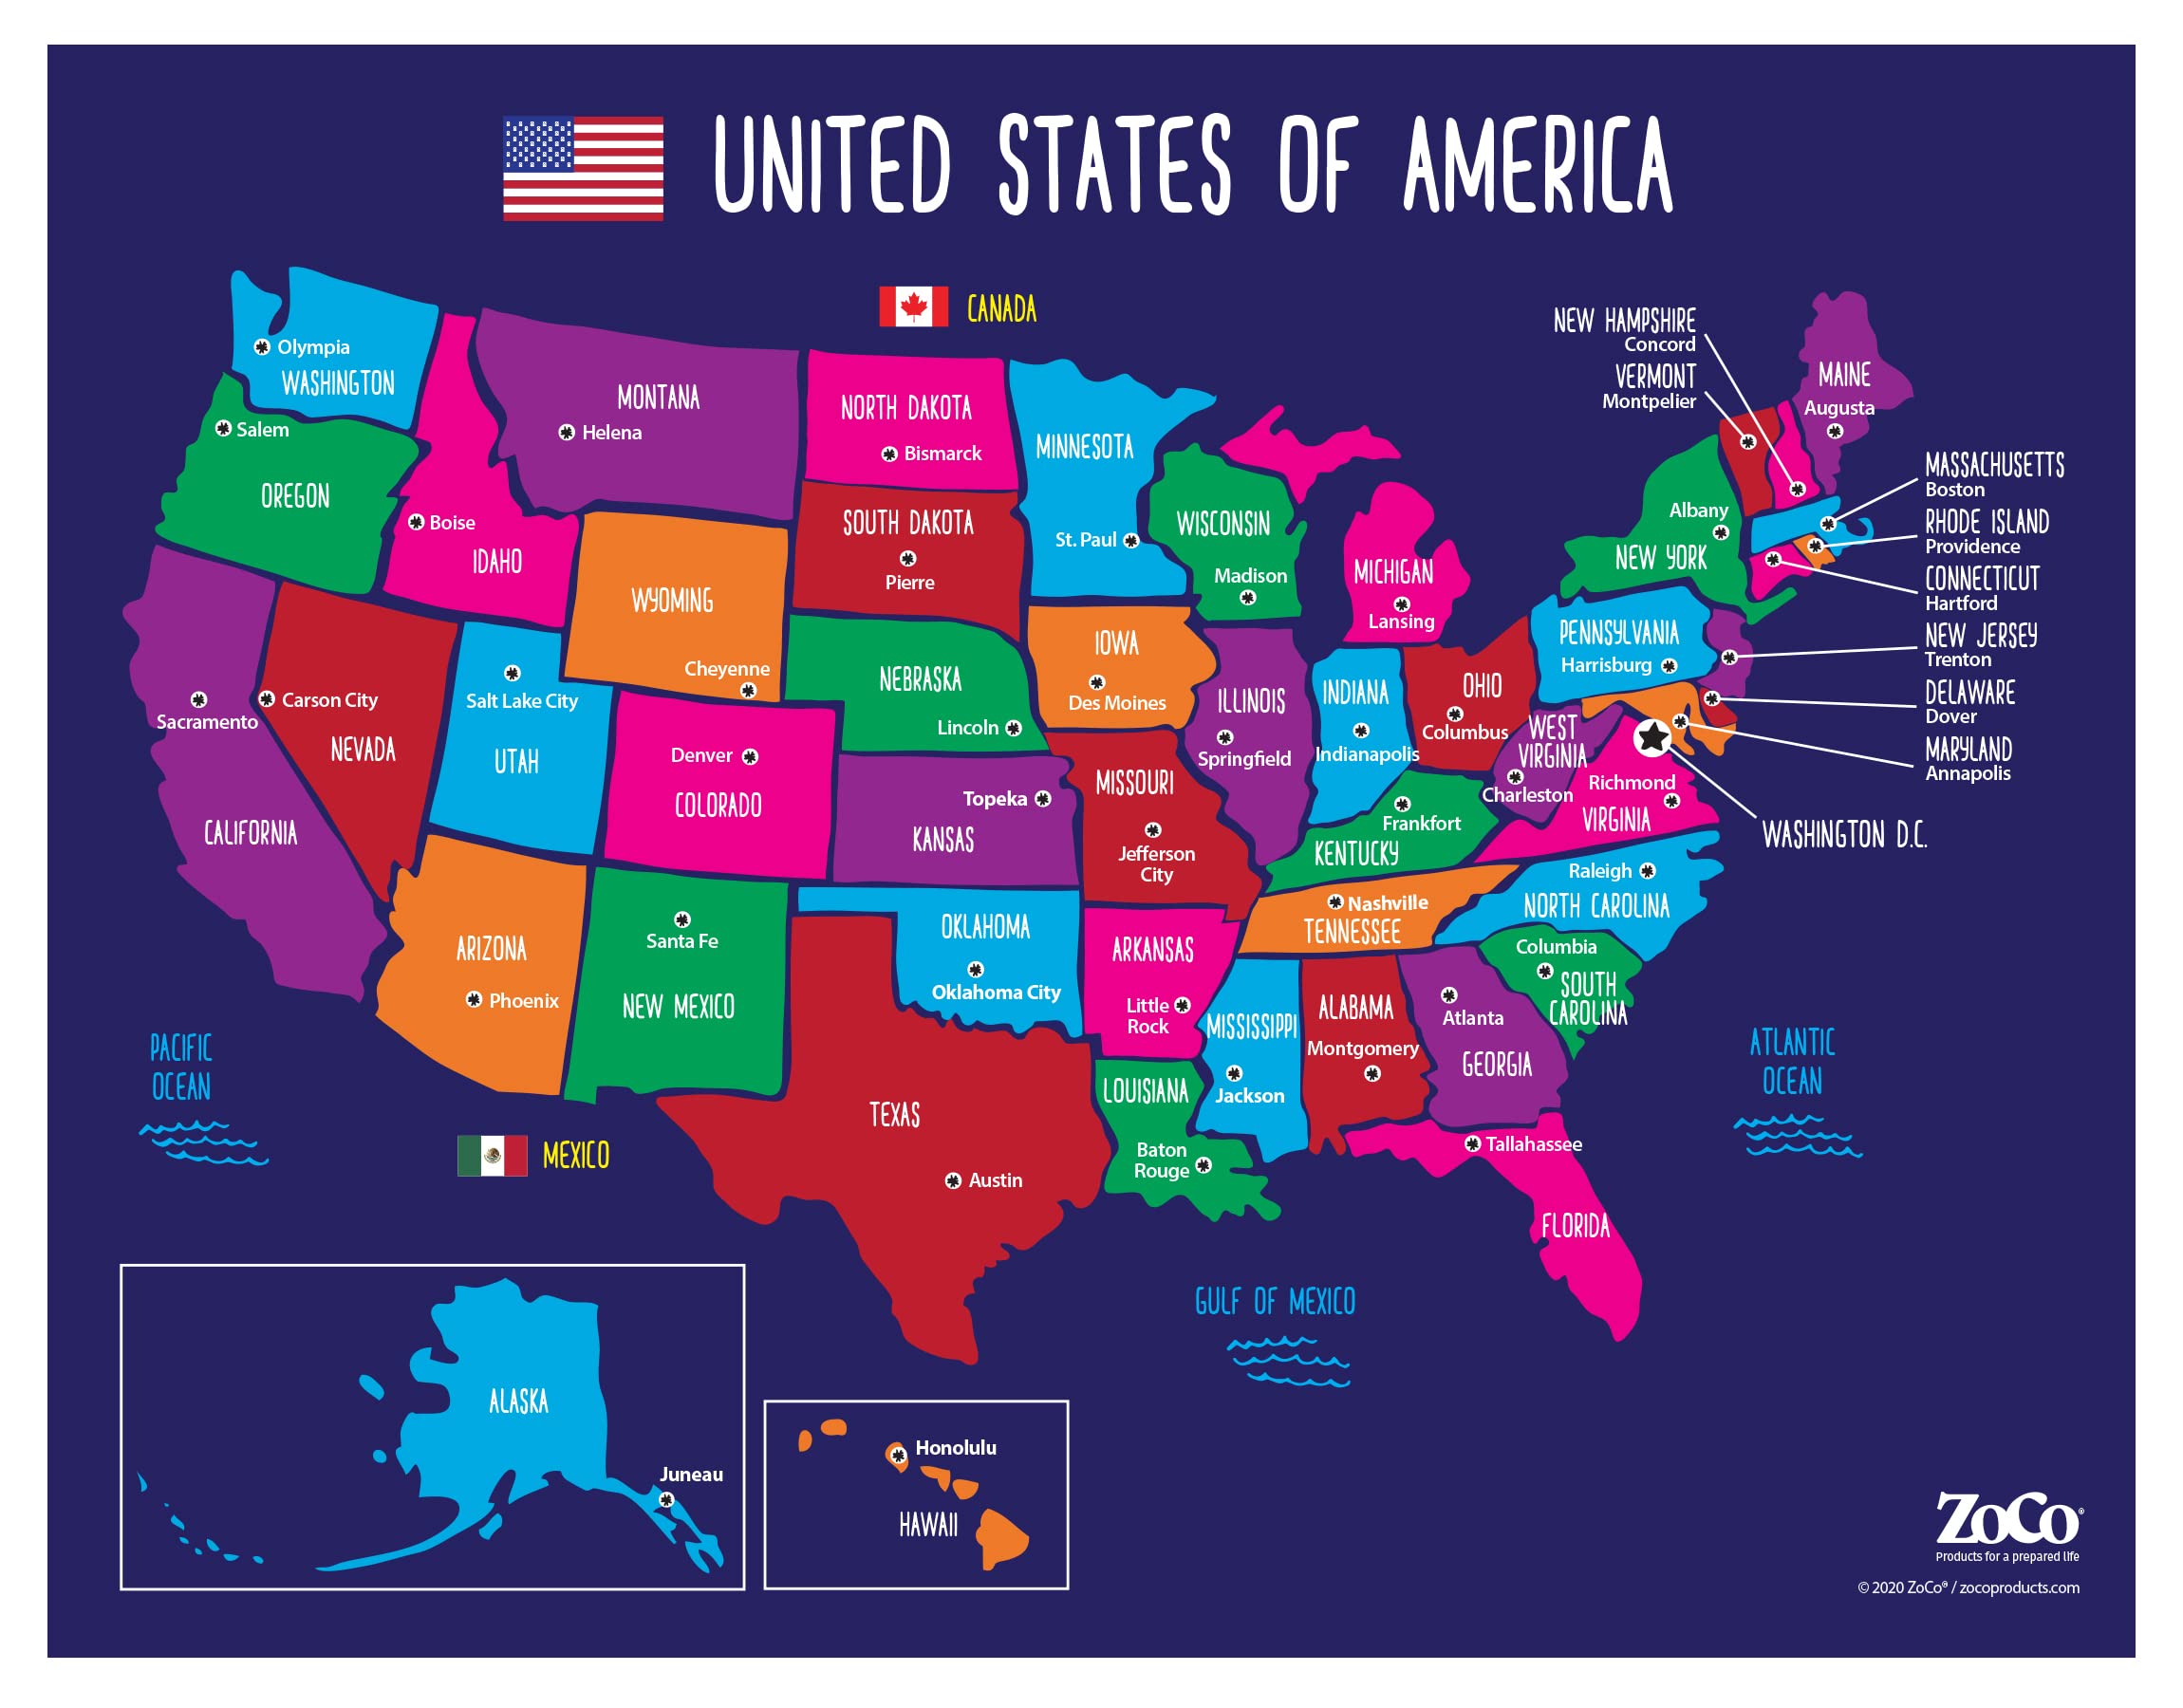 UNITED STATES OF AMERICA
CANADA
NEW HAMPSHIRE
Concord
VERMONT
Montpelier
MAINE
Augusta
Olympia
WASHINGTON
Salem
OREGON
MONTANA
Helena
NORTH DAKOTA
Bismarck
MINNESOTA
St. Paul
MASSACHUSETTS
Boston
RHODE ISLAND
Providence
CONNECTICUT
Hartford
NEW JERSEY
Trenton
DELAWARE
Dover
MARYLAND
Annapolis
WASHINGTON D.C.
Boise
IDAHO
SOUTH DAKOTA
Pierre
WISCONSIN
Madison
MICHIGAN
Lansing
Albany
NEW YORK
WYOMING
Cheyenne
IOWA
Des Moines
PENNSYLVANIA
Harrisburg
Sacramento
CALIFORNIA
Carson City
NEVADA
Salt Lake City
UTAH
NEBRASKA
Lincoln
ILLINOIS
Springfield
INDIANA
Indianapolis
OHIO
Columbus
WEST
VIRGINIA
Charleston
Richmond
VIRGINIA
Denver
COLORADO
Topeka
KANSAS
MISSOURI
Jefferson
City
Frankfort
KENTUCKY
Raleigh
NORTH CAROLINA
Nashville
TENNESSEE
ARIZONA
Phoenix
Santa Fe
NEW MEXICO
OKLAHOMA
Oklahoma City
ARKANSAS
Little
Rock
Columbia
SOUTH
CAROLINA
MISSISSIPPI
Jackson
ALABAMA
Montgomery
Atlanta
GEORGIA
PACIFIC
OCEAN
ATLANTIC
OCEAN
MEXICO
TEXAS
Austin
LOUISIANA
Baton
Rouge
Tallahassee
FLORIDA
GULF OF MEXICO
ALASKA
Juneau
Honolulu
HAWAII
ZoCo®
Products for a prepared life
© 2020 ZoCo® / zocoproducts.com